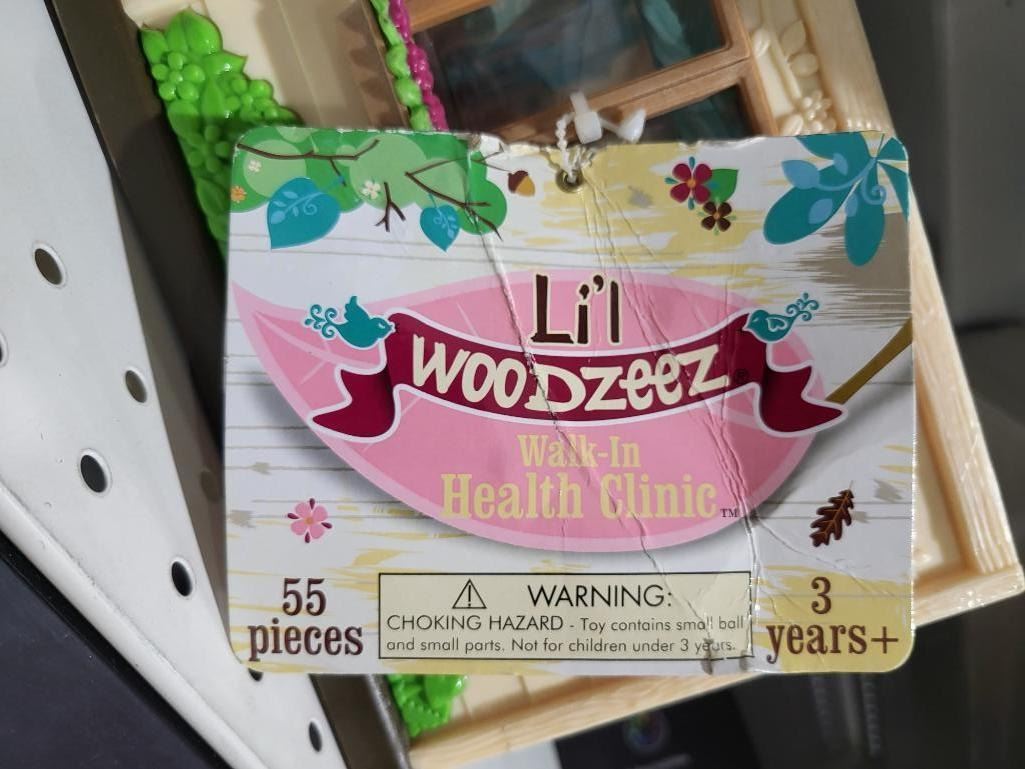 Li'l
WOODZEEZ®
Walk-In
Health Clinic™
55
pieces
WARNING:
CHOKING HAZARD - Toy contains small ball
and small parts. Not for children under 3 years.
3
years+